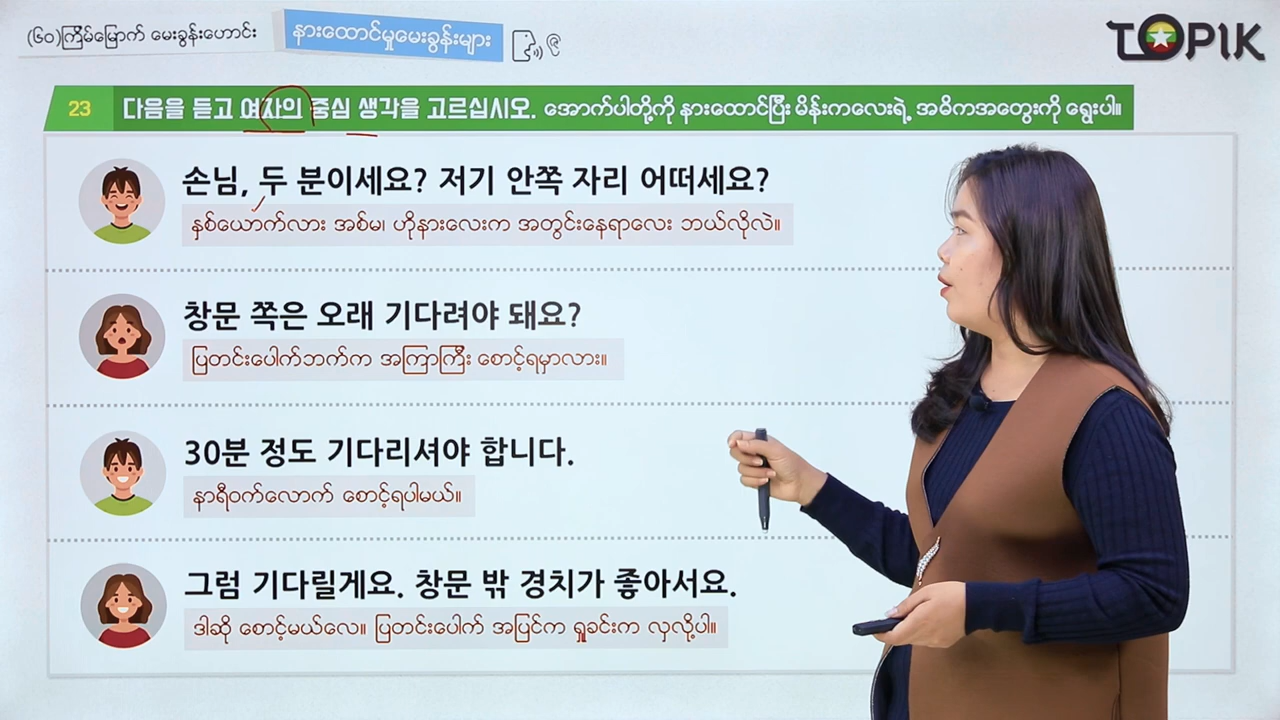 (၆၀)ကြိမ်မြောက် မေးခွန်းဟောင်း
နားထောင်မှုမေးခွန်းများ
TOPIK
23 다음을 듣고 여자의 중심 생각을 고르십시오. အောက်ပါတို့ကို နားထောင်ပြီး မိန်းကလေးရဲ့ အဓိကအတွေးကို ရွေးပါ။
손님, 두 분이세요? 저기 안쪽 자리 어떠세요?
နှစ်ယောက်လား အစ်မ၊ ဟိုနားလေးက အတွင်းနေရာလေး ဘယ်လိုလဲ။
창문 쪽은 오래 기다려야 돼요?
ပြတင်းပေါက်ဘက်က အကြာကြီး စောင့်ရမှာလား။
30분 정도 기다리셔야 합니다.
နာရီဝက်လောက် စောင့်ရပါမယ်။
그럼 기다릴게요. 창문 밖 경치가 좋아서요.
ဒါဆို စောင့်မယ်လေ။ ပြတင်းပေါက် အပြင်က ရှုခင်းက လှလို့ပါ။